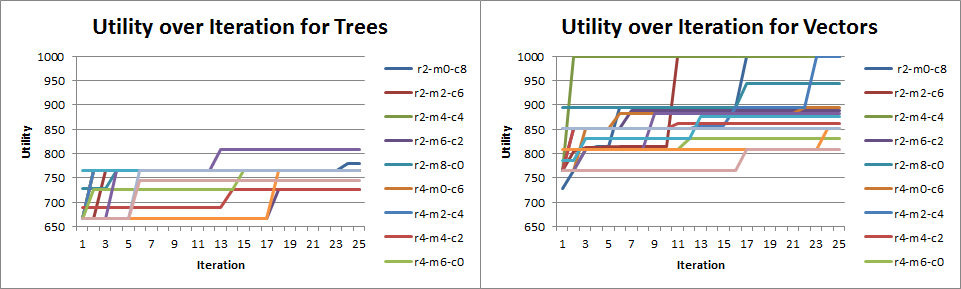 Utility over Iteration for Trees
1000
950
900
850
800
750
700
650
Utility
1 3 5 7 9 11 13 15 17 19 21 23 25
Iteration
r2-m0-c8
r2-m2-c6
r2-m4-c4
r2-m6-c2
r2-m8-c0
r4-m0-c6
r4-m2-c4
r4-m4-c2
r4-m6-c0
Utility over Iteration for Vectors
1000
950
900
850
800
750
700
650
Utility
1 3 5 7 9 11 13 15 17 19 21 23 25
Iteration
r2-m0-c8
r2-m2-c6
r2-m4-c4
r2-m6-c2
r2-m8-c0
r4-m0-c6
r4-m2-c4
r4-m4-c2
r4-m6-c0